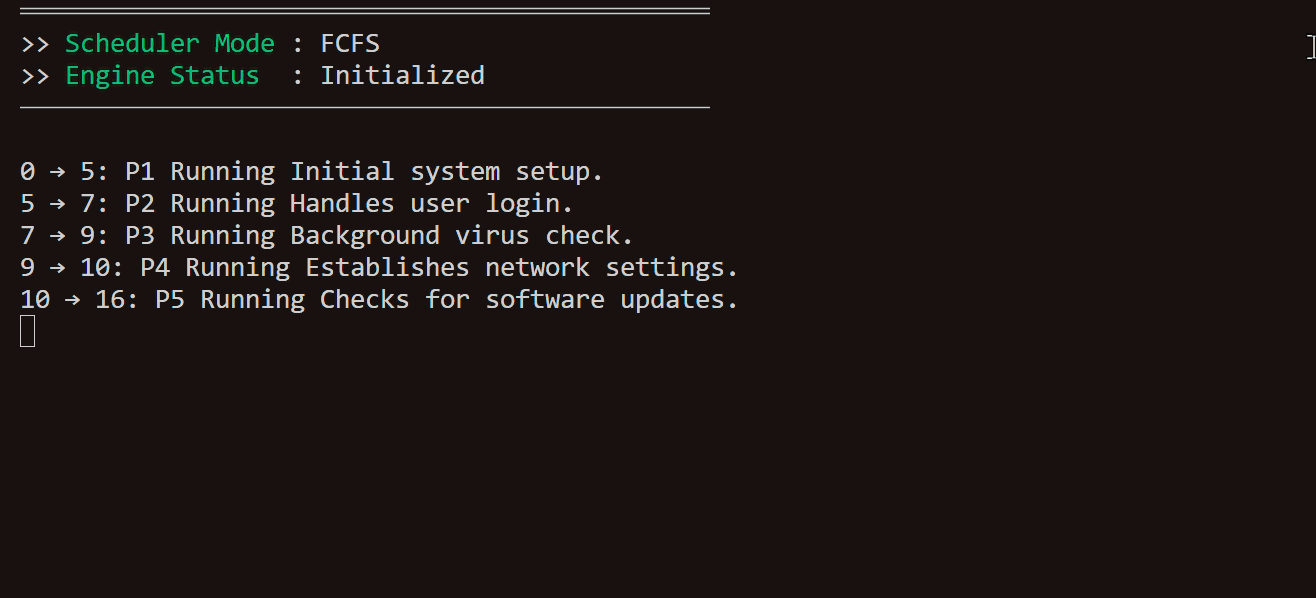 >> Scheduler Mode : FCFS
>> Engine Status  : Initialized
0 → 5: P1 Running Initial system setup.
5 → 7: P2 Running Handles user login.
7 → 9: P3 Running Background virus check.
9 → 10: P4 Running Establishes network settings.
10 → 16: P5 Running Checks for software updates.